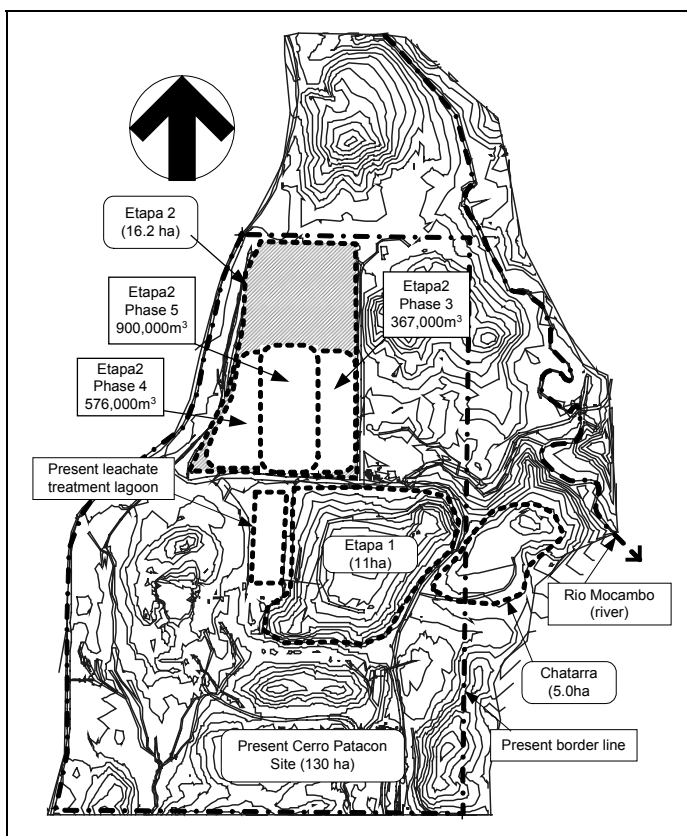 Etapa 2
(16.2 ha)
Etapa2
Phase 5
900,000m³
Etapa2
Phase 3
367,000m³
Etapa2
Phase 4
576,000m³
Present leachate
treatment lagoon
Etapa 1
(11ha)
Rio Mocambo
(river)
Chatarra
(5.0ha
Present Cerro Patacon
Site (130 ha)
Present border line